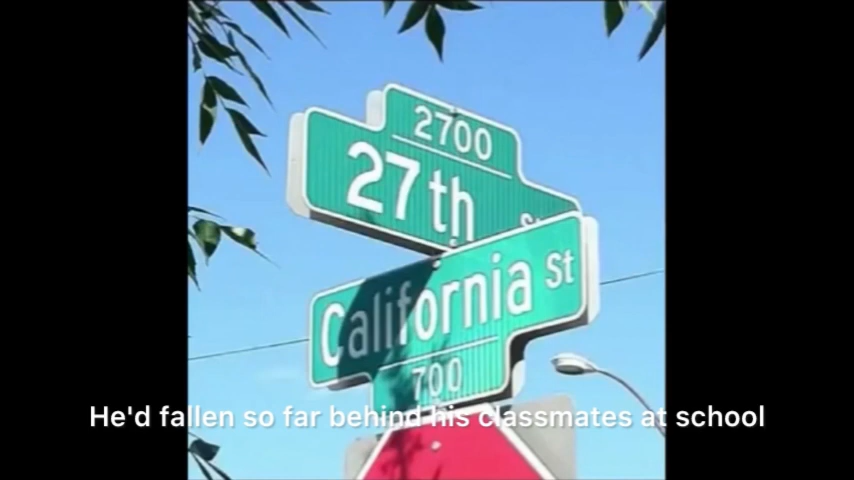 2700
27th St
California St
700
He'd fallen so far behind his classmates at school